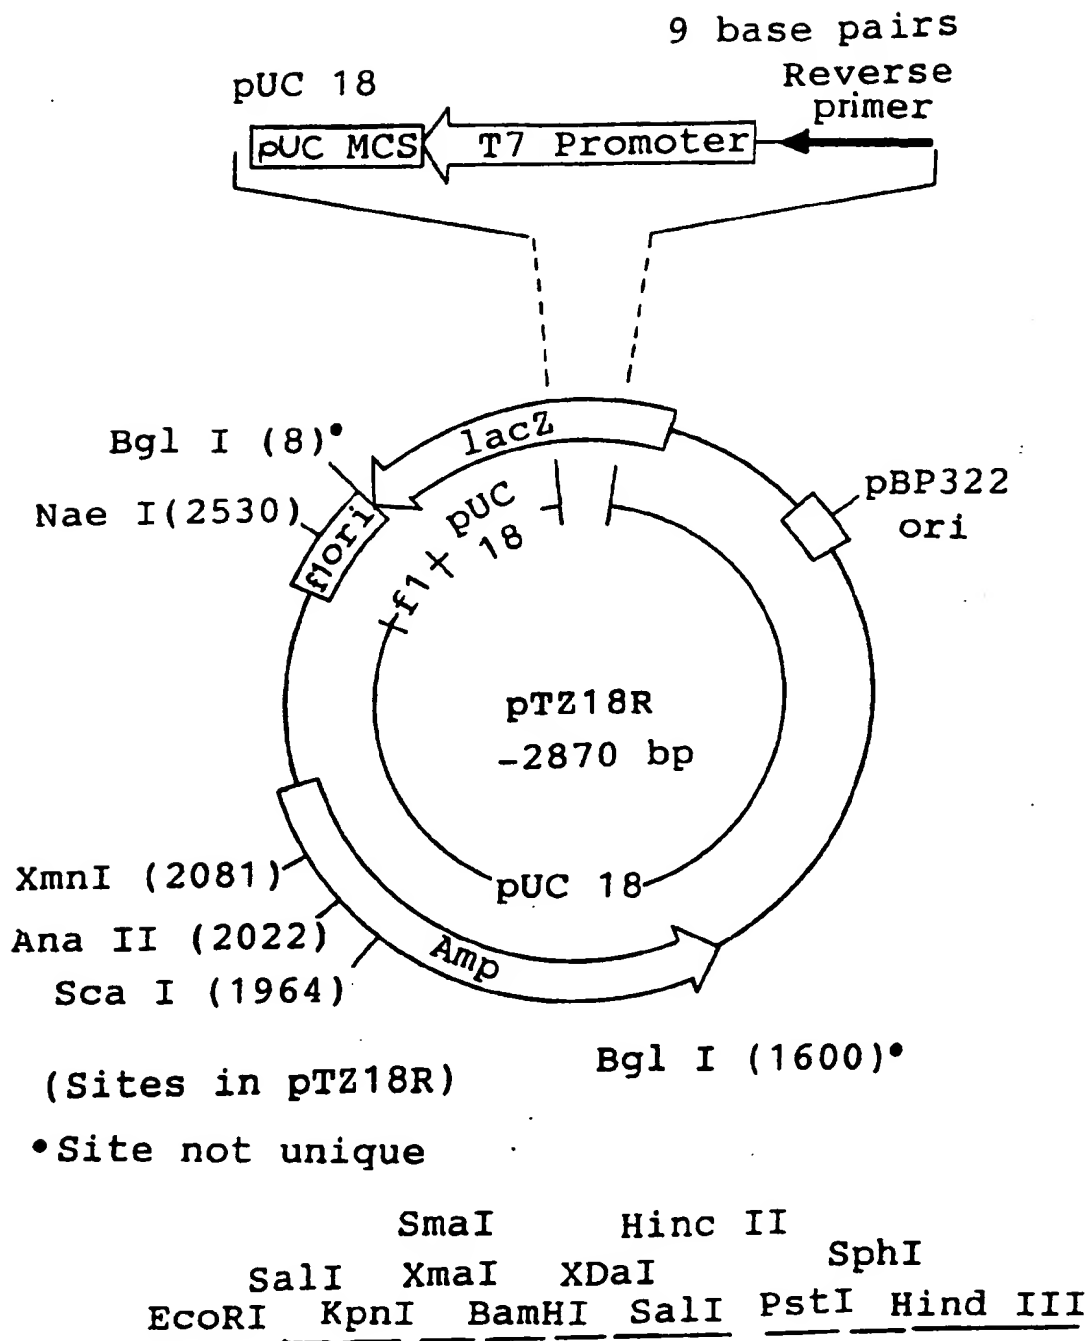 9 base pairs
pUC 18
Reverse
primer
pUC MCS
T7 Promoter
lacZ
Bgl I (8)•
Nae I(2530)
f1ori
pUC
18
f1
pBP322
ori
pTZ18R
-2870 bp
pUC 18
XmnI (2081)
Ana II (2022)
Sca I (1964)
Amp
Bgl I (1600)•
(Sites in pTZ18R)
•Site not unique
SmaI Hinc II
SphI
SalI XmaI XDaI
EcoRI KpnI BamHI SalI PstI Hind III